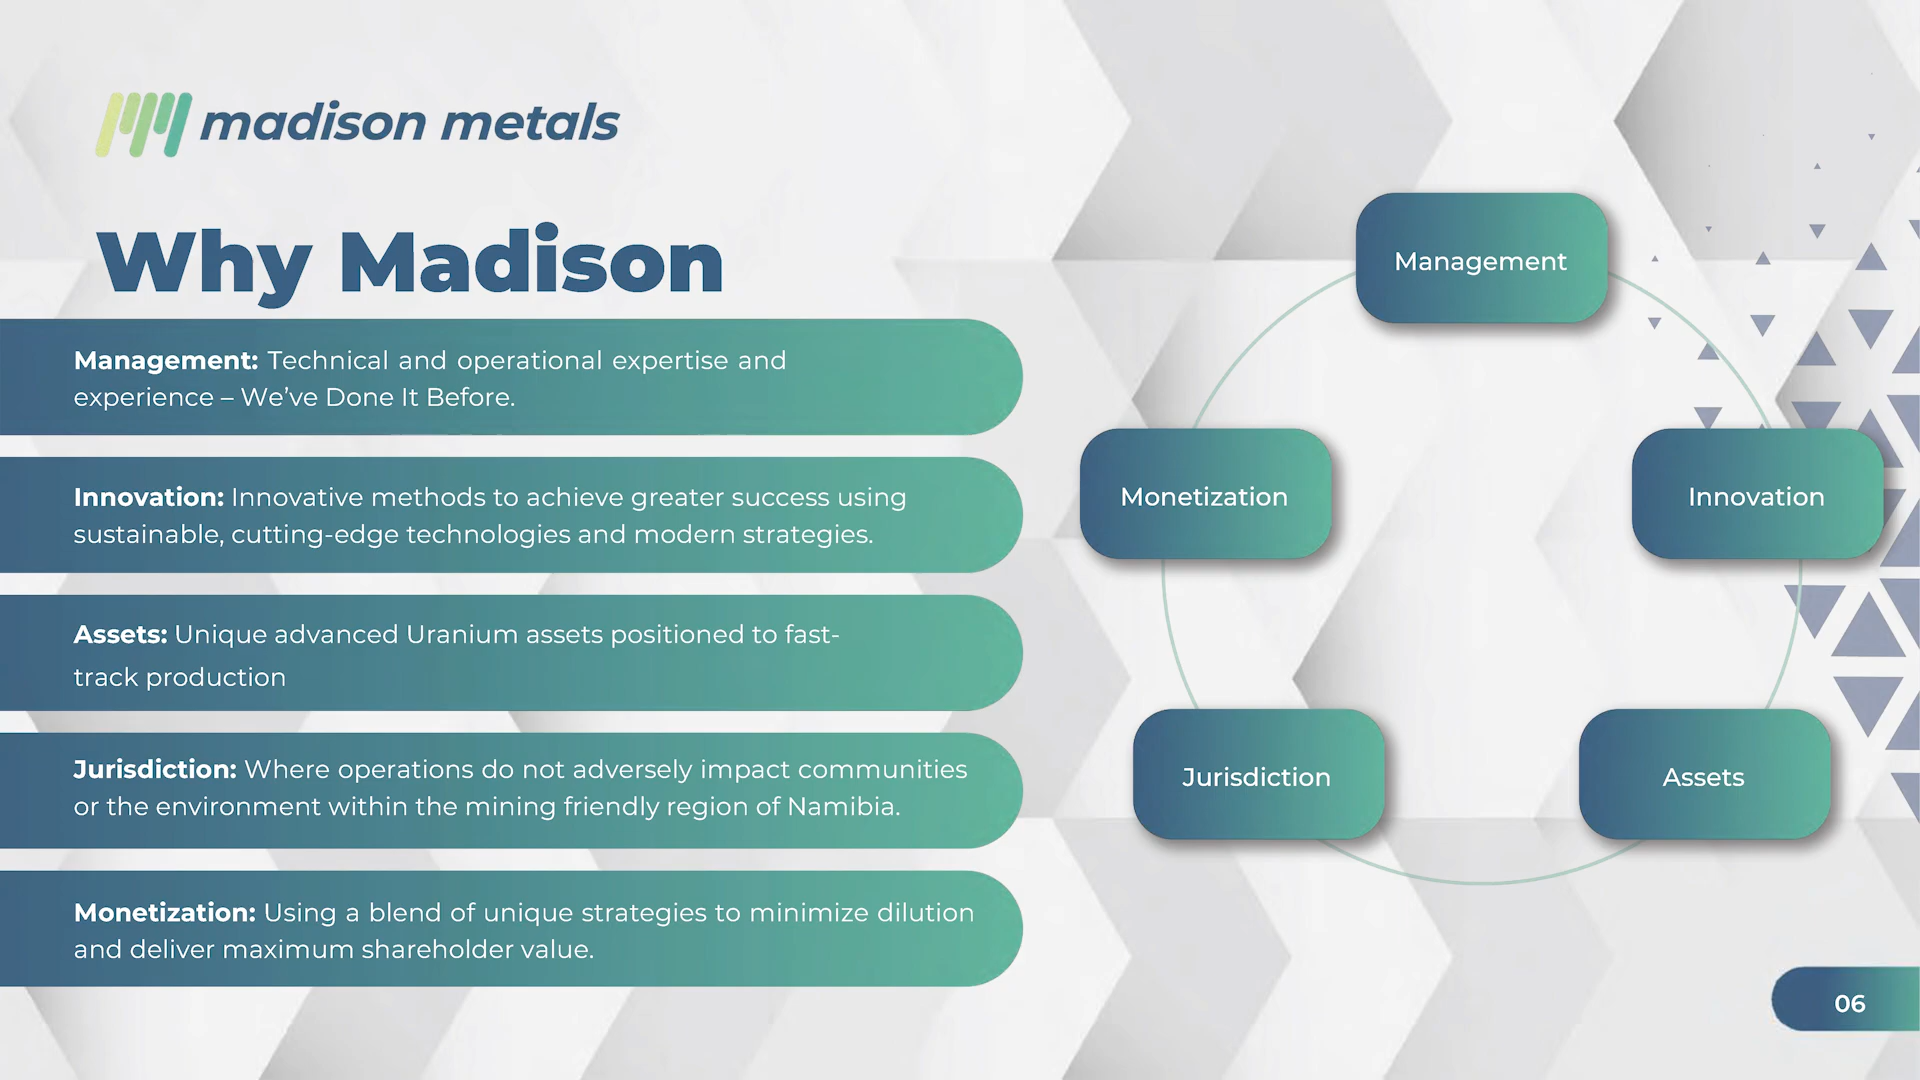 madison metals
Why Madison
Management: Technical and operational expertise and
experience – We’ve Done It Before.
Innovation: Innovative methods to achieve greater success using
sustainable, cutting-edge technologies and modern strategies.
Assets: Unique advanced Uranium assets positioned to fast-
track production
Jurisdiction: Where operations do not adversely impact communities
or the environment within the mining friendly region of Namibia.
Monetization: Using a blend of unique strategies to minimize dilution
and deliver maximum shareholder value.
Management
Monetization
Innovation
Jurisdiction
Assets
06